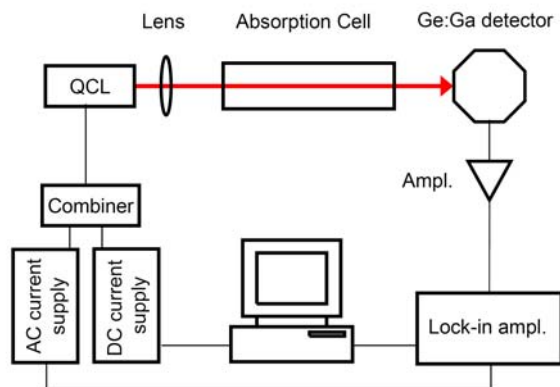 Lens
Absorption Cell
Ge:Ga detector
QCL
Ampl.
Combiner
AC current
supply
DC current
supply
Lock-in ampl.